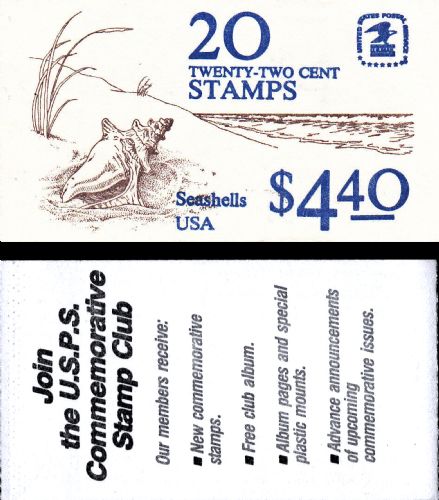 20
TWENTY-TWO CENT
STAMPS
UNITED STATES POSTAL SERVICE
Seashells
USA
$4.40
Join
the U.S.P.S.
Commemorative
Stamp Club
Our members receive:
■ New commemorative
stamps.
■ Free club album.
■ Album pages and special
plastic mounts.
■ Advance announcements
of upcoming
commemorative issues.